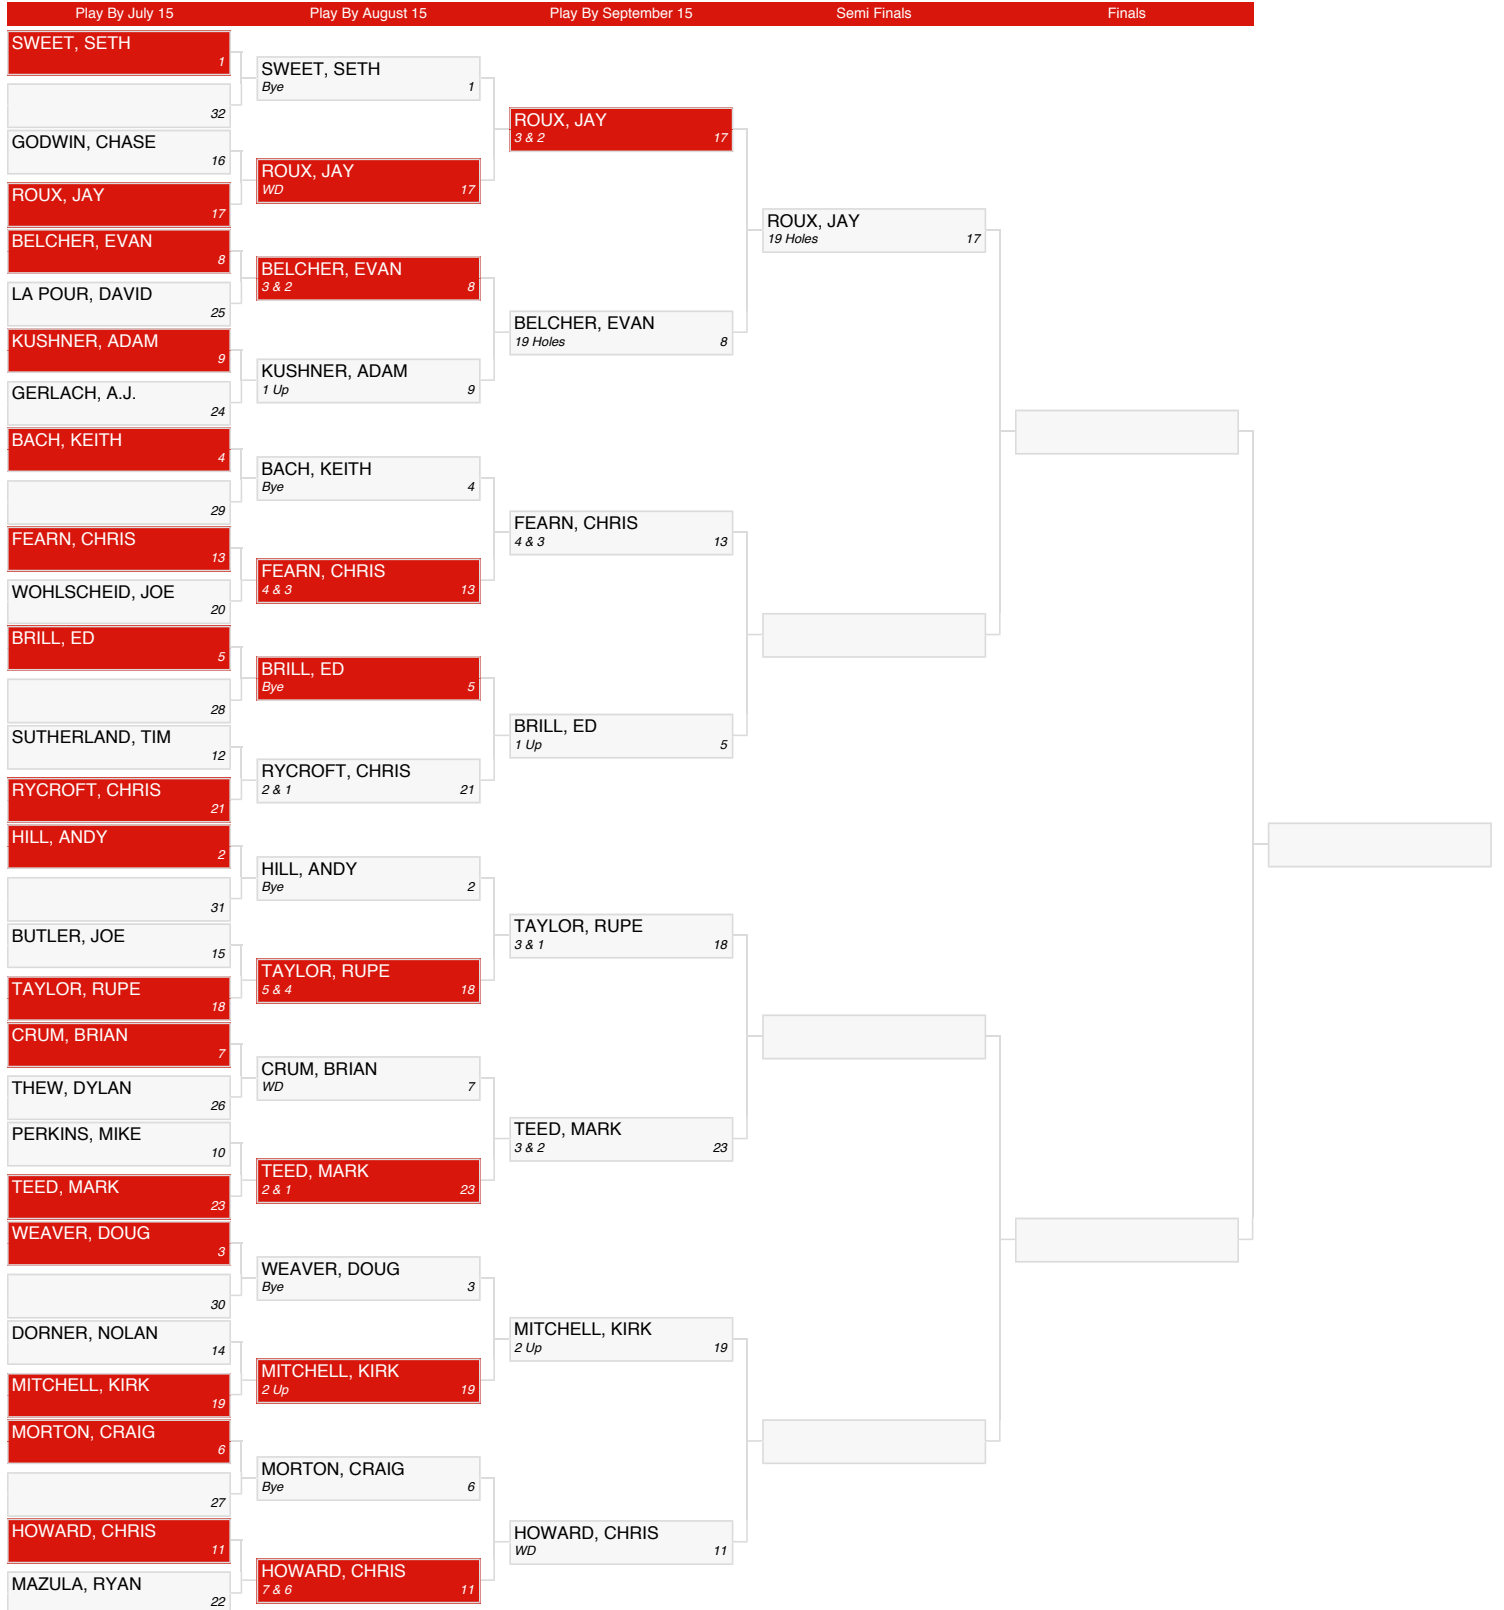 Play By July 15
Play By August 15
Play By September 15
Semi Finals
Finals
SWEET, SETH
1
32
GODWIN, CHASE
16
ROUX, JAY
17
BELCHER, EVAN
8
LA POUR, DAVID
25
KUSHNER, ADAM
9
GERLACH, A.J.
24
BACH, KEITH
4
29
FEARN, CHRIS
13
WOHLSCHEID, JOE
20
BRILL, ED
5
28
SUTHERLAND, TIM
12
RYCROFT, CHRIS
21
HILL, ANDY
2
31
BUTLER, JOE
15
TAYLOR, RUPE
18
CRUM, BRIAN
7
THEW, DYLAN
26
PERKINS, MIKE
10
TEED, MARK
23
WEAVER, DOUG
3
30
DORNER, NOLAN
14
MITCHELL, KIRK
19
MORTON, CRAIG
6
27
HOWARD, CHRIS
11
MAZULA, RYAN
22
SWEET, SETH
Bye 1
ROUX, JAY
WD 17
BELCHER, EVAN
3 & 2 8
KUSHNER, ADAM
1 Up 9
BACH, KEITH
Bye 4
FEARN, CHRIS
4 & 3 13
BRILL, ED
Bye 5
RYCROFT, CHRIS
2 & 1 21
HILL, ANDY
Bye 2
TAYLOR, RUPE
5 & 4 18
CRUM, BRIAN
WD 7
TEED, MARK
2 & 1 23
WEAVER, DOUG
Bye 3
MITCHELL, KIRK
2 Up 19
MORTON, CRAIG
Bye 6
HOWARD, CHRIS
7 & 6 11
ROUX, JAY
3 & 2 17
BELCHER, EVAN
19 Holes 8
FEARN, CHRIS
4 & 3 13
BRILL, ED
1 Up 5
TAYLOR, RUPE
3 & 1 18
TEED, MARK
3 & 2 23
MITCHELL, KIRK
2 Up 19
HOWARD, CHRIS
WD 11
ROUX, JAY
19 Holes 17